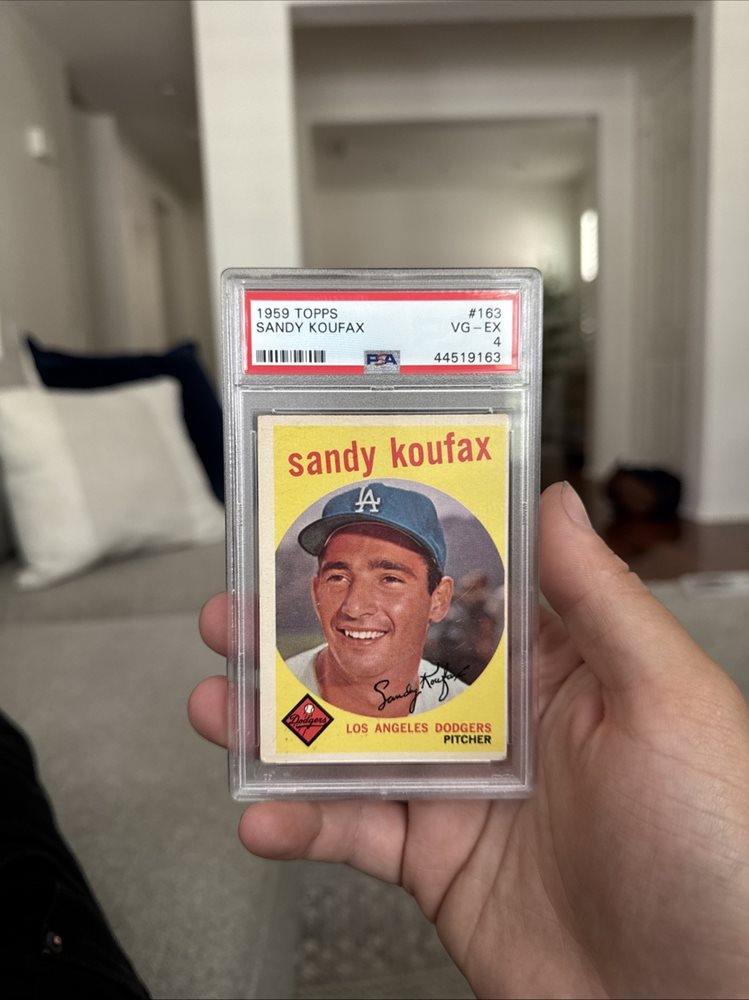 1959 TOPPS #163
SANDY KOUFAX VG-EX
4
PSA 44519163
sandy koufax
LA
Sandy Koufax
Dodgers
LOS ANGELES DODGERS
PITCHER